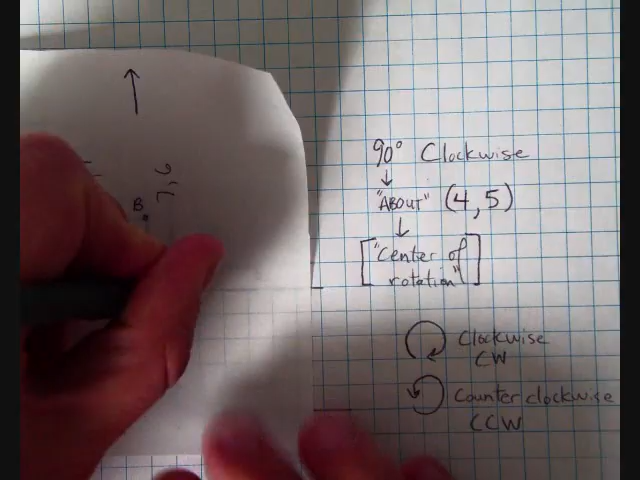 B
90° Clockwise
"ABOUT" (4,5)
["Center of
rotation"]
Clockwise
CW
Counter clockwise
CCW